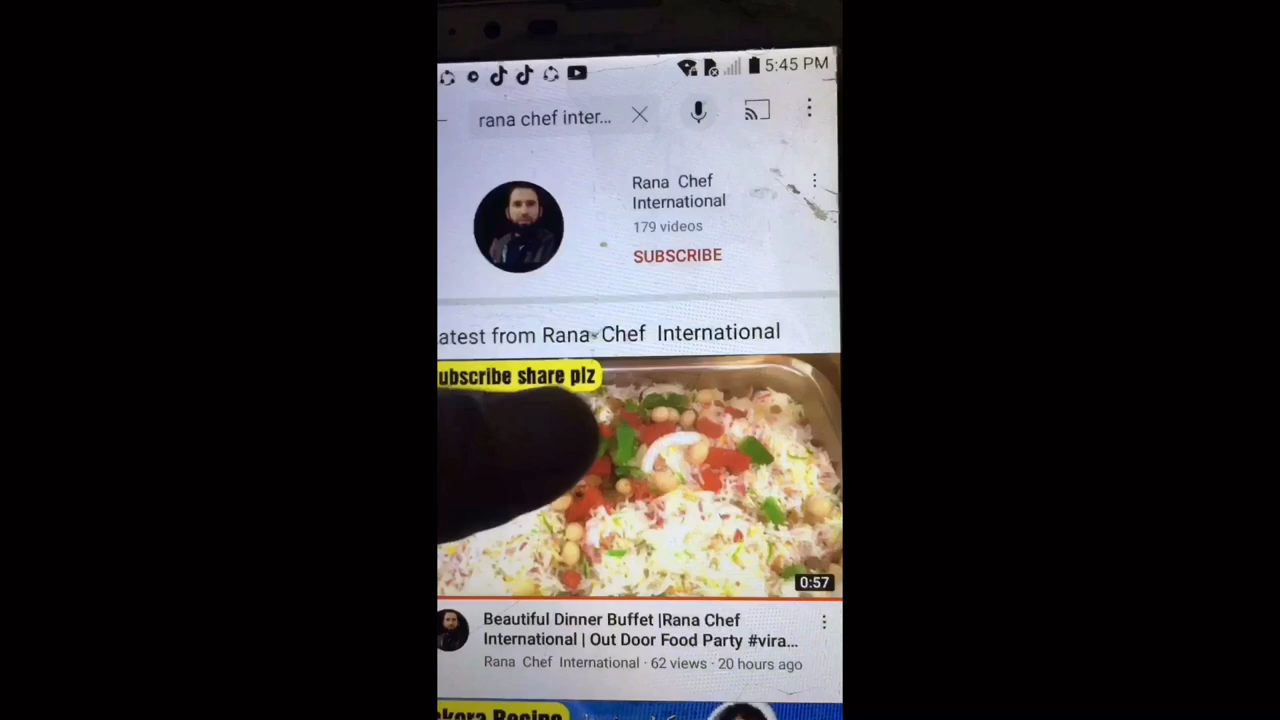 5:45 PM
rana chef inter...
Rana Chef
International
179 videos
SUBSCRIBE
atest from Rana Chef International
ubscribe share plz
0:57
Beautiful Dinner Buffet |Rana Chef
International | Out Door Food Party #vira...
Rana Chef International · 62 views · 20 hours ago